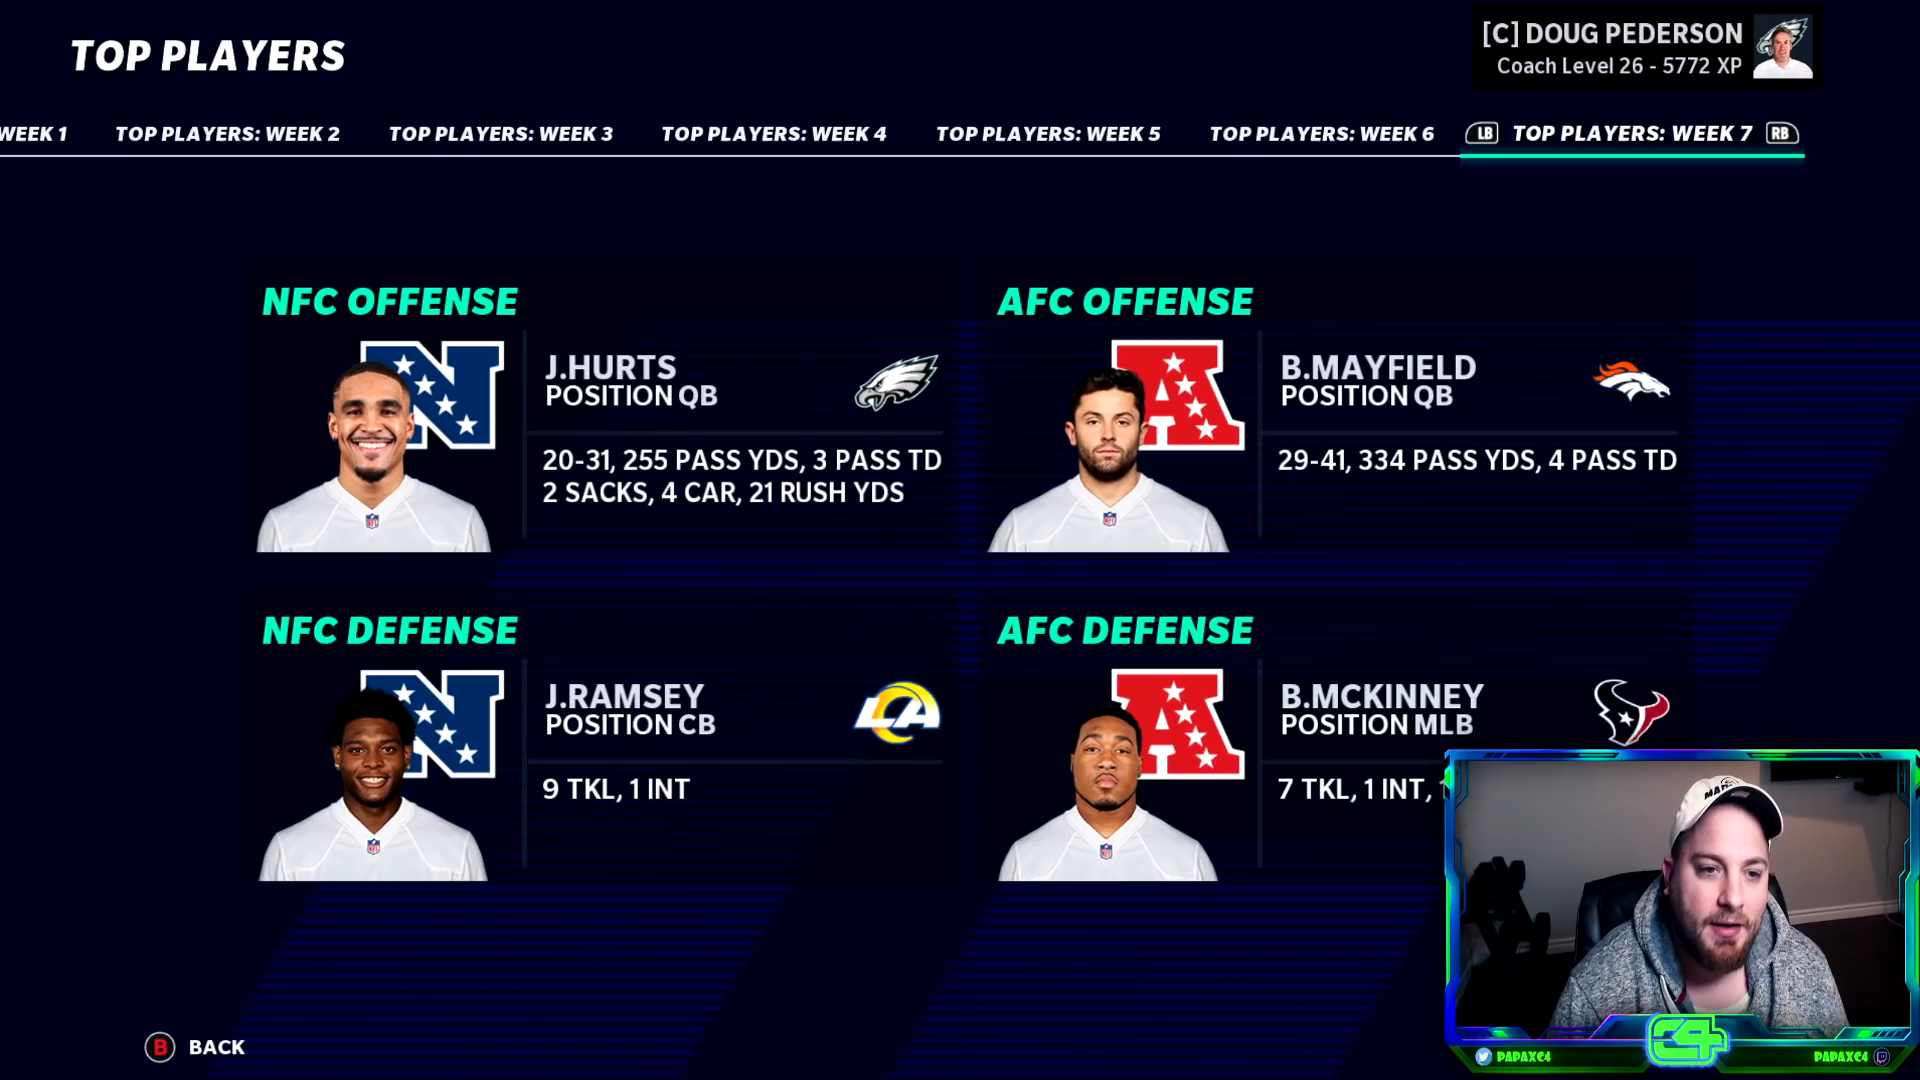 TOP PLAYERS
[C] DOUG PEDERSON
Coach Level 26 - 5772 XP
WEEK 1
TOP PLAYERS: WEEK 2
TOP PLAYERS: WEEK 3
TOP PLAYERS: WEEK 4
TOP PLAYERS: WEEK 5
TOP PLAYERS: WEEK 6
LB TOP PLAYERS: WEEK 7 RB
NFC OFFENSE
J.HURTS
POSITION QB
20-31, 255 PASS YDS, 3 PASS TD
2 SACKS, 4 CAR, 21 RUSH YDS
AFC OFFENSE
B.MAYFIELD
POSITION QB
29-41, 334 PASS YDS, 4 PASS TD
NFC DEFENSE
J.RAMSEY
POSITION CB
9 TKL, 1 INT
AFC DEFENSE
B.MCKINNEY
POSITION MLB
7 TKL, 1 INT,
B BACK
C4
PAPAXC4
PAPAXC4